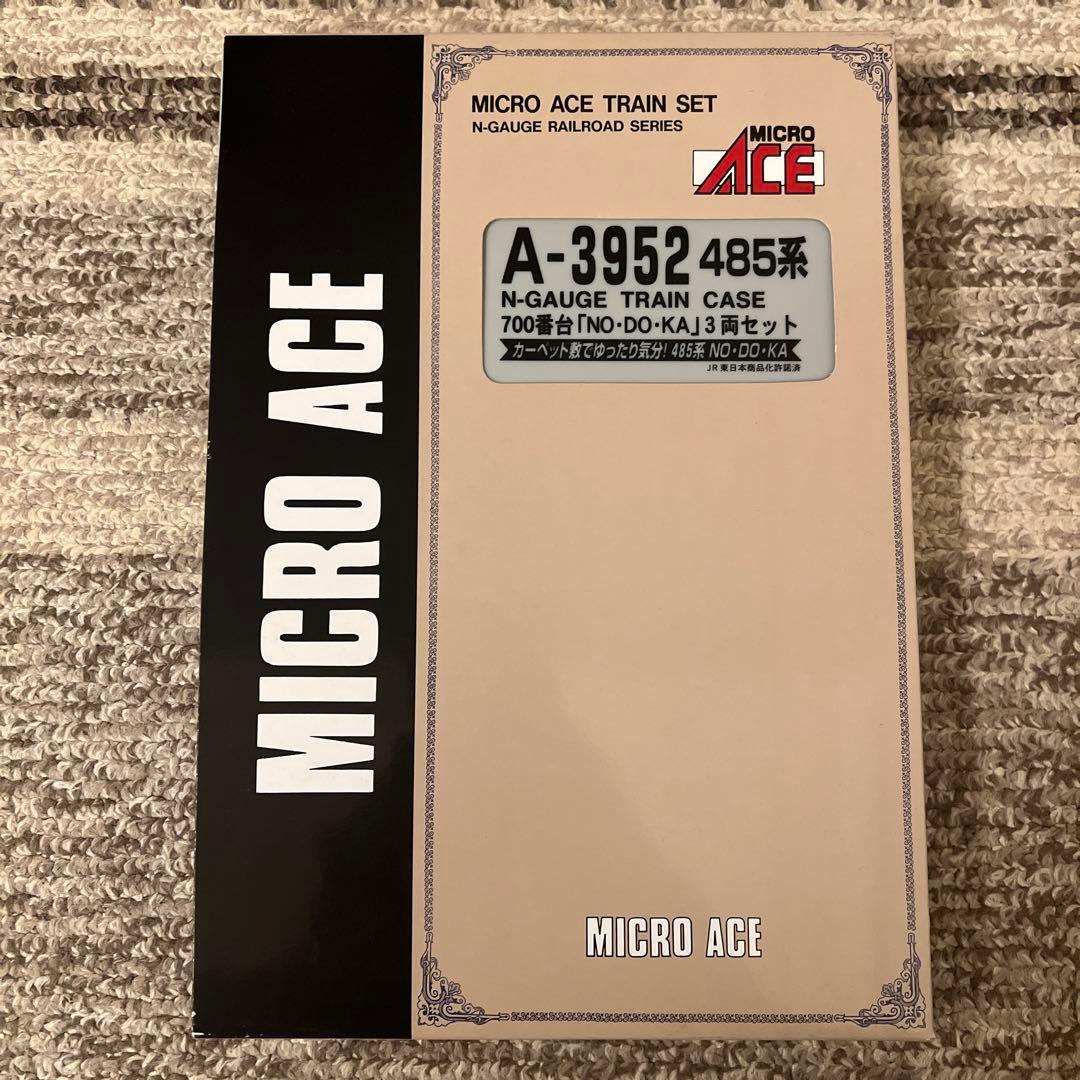 MICRO ACE
MICRO ACE TRAIN SET
N-GAUGE RAILROAD SERIES
MICRO
ACE
A-3952 485系
N-GAUGE TRAIN CASE
700番台「NO・DO・KA」3両セット
カーペット敷でゆったり気分! 485系 NO・DO・KA
JR東日本商品化許諾済
MICRO ACE